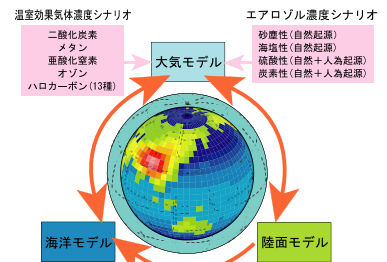 温室効果気体濃度シナリオ
二酸化炭素
メタン
亜酸化窒素
オゾン
ハロカーボン(13種)
エアロゾル濃度シナリオ
砂塵性(自然起源)
海塩性(自然起源)
硫酸性(自然＋人為起源)
炭素性(自然＋人為起源)
大気モデル
海洋モデル
陸面モデル